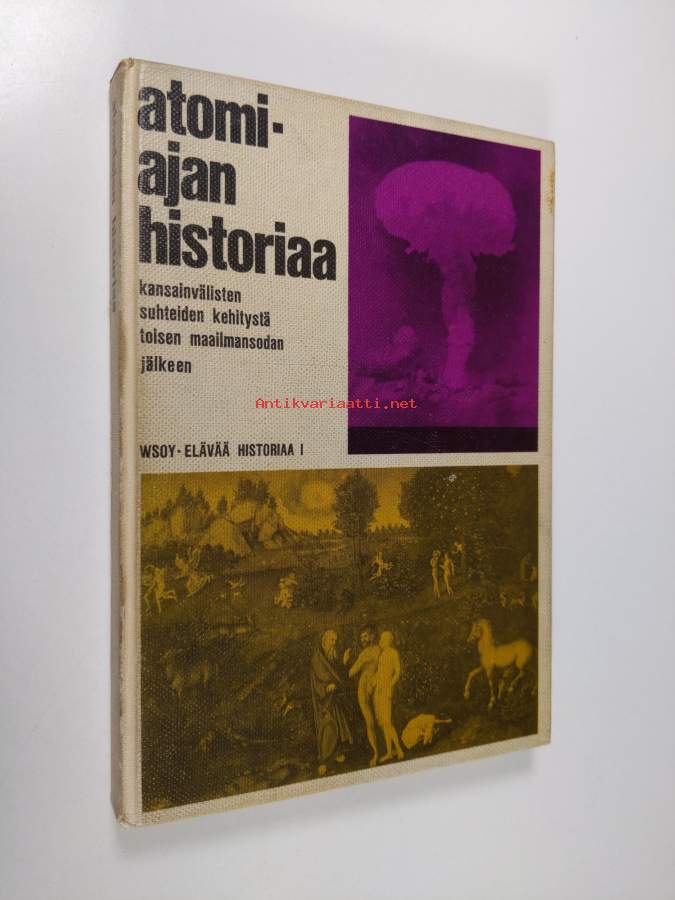 atomi-
ajan
historiaa
kansainvälisten
suhteiden kehitystä
toisen maailmansodan
jälkeen
Antikvariaatti.net
WSOY • ELÄVÄÄ HISTORIAA I